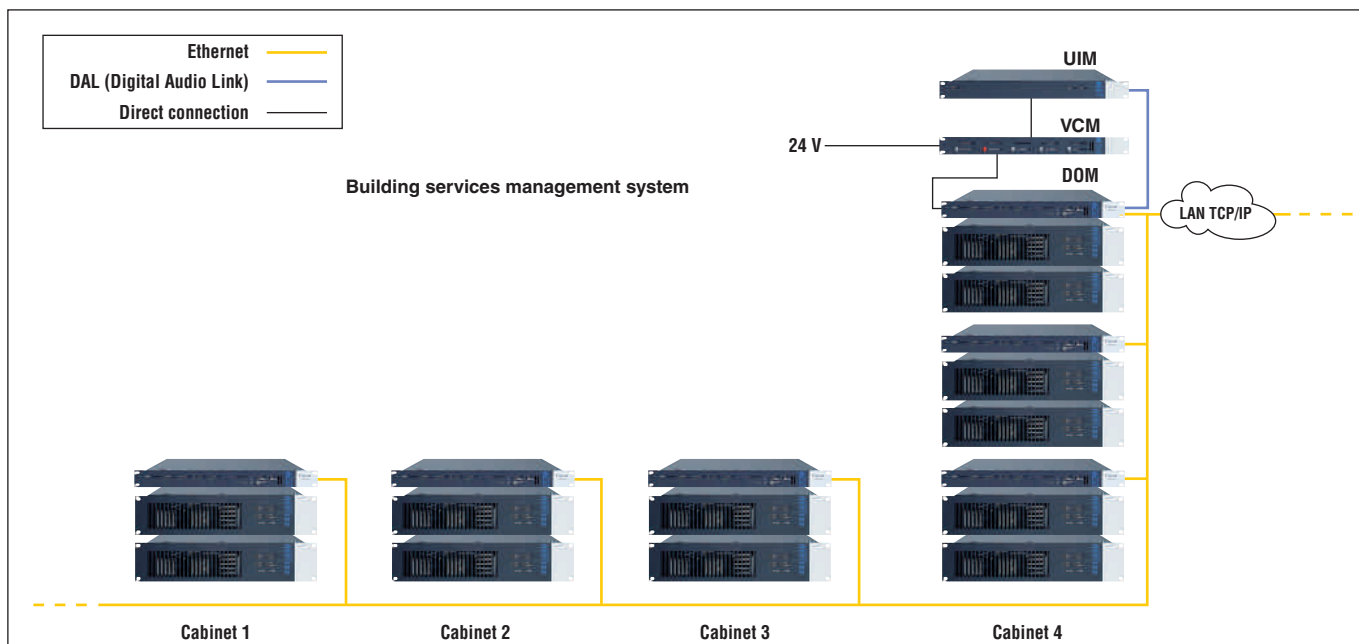 Ethernet
DAL (Digital Audio Link)
Direct connection
UIM
VCM
24 V
Building services management system
DOM
LAN TCP/IP
Cabinet 1
Cabinet 2
Cabinet 3
Cabinet 4